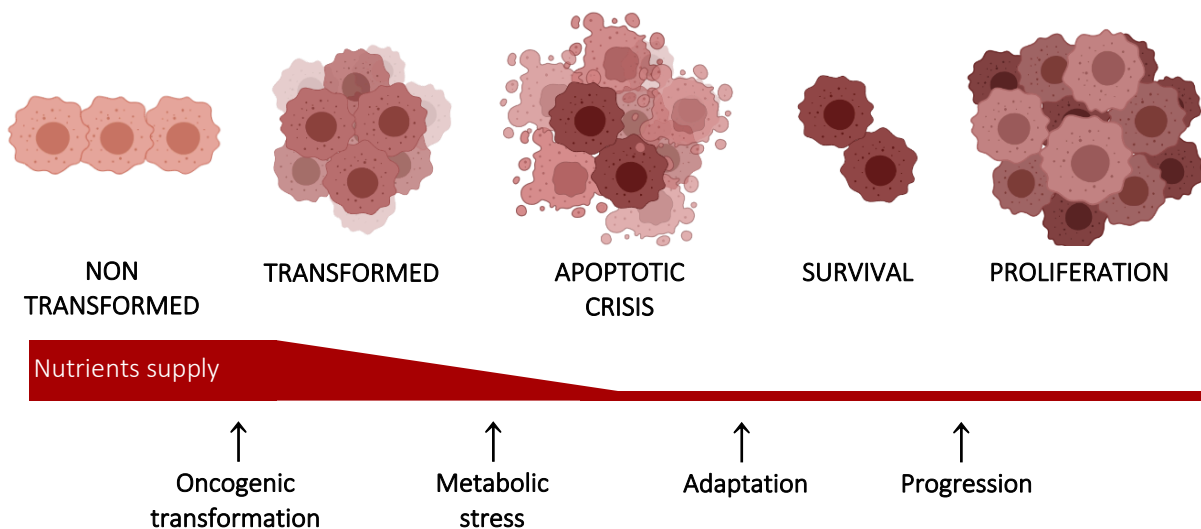 NON
TRANSFORMED
TRANSFORMED
APOPTOTIC
CRISIS
SURVIVAL
PROLIFERATION
Nutrients supply
Oncogenic
transformation
Metabolic
stress
Adaptation
Progression